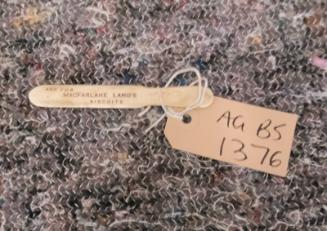 ASK FOR
MACFARLANE LANG'S
BISCUITS
AG BS
1376